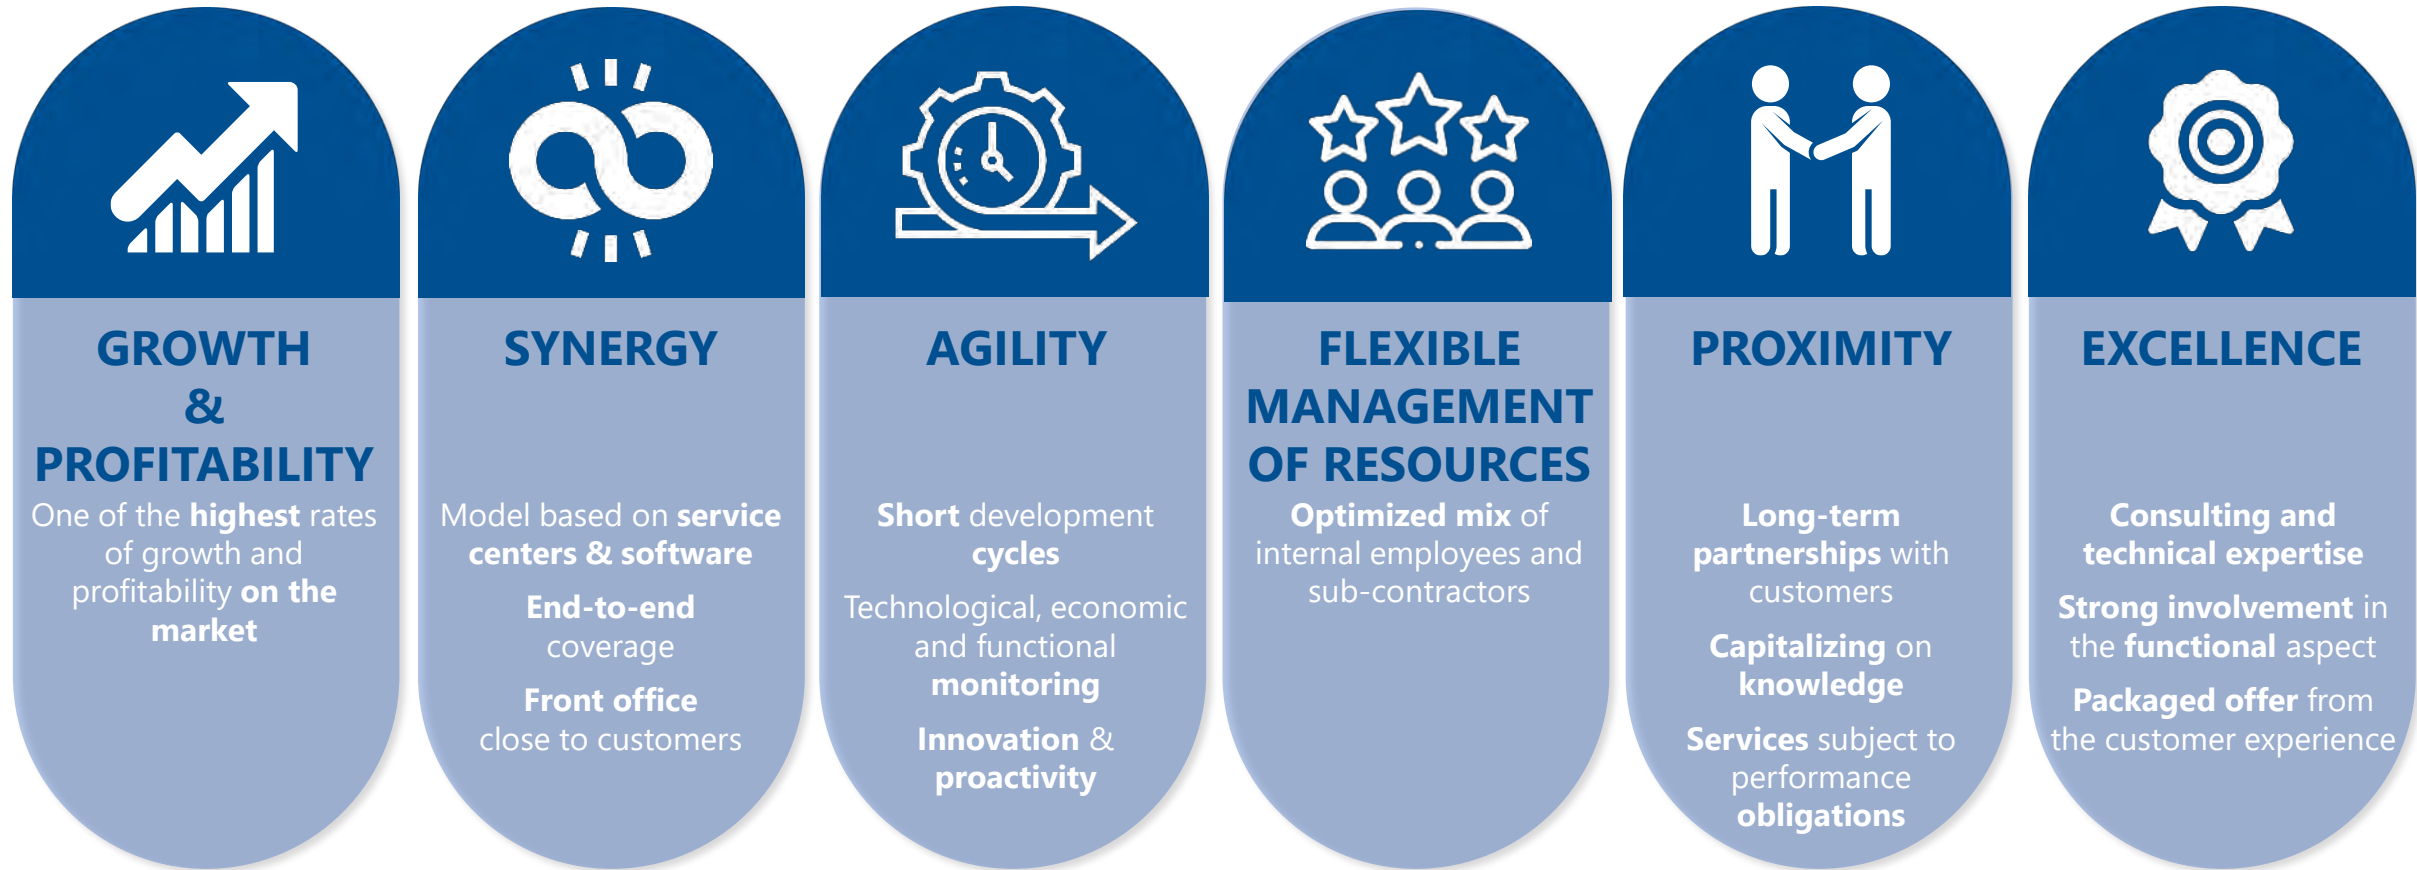 GROWTH
&
PROFITABILITY
One of the highest rates
of growth and
profitability on the
market
SYNERGY
Model based on service
centers & software
End-to-end
coverage
Front office
close to customers
AGILITY
Short development
cycles
Technological, economic
and functional
monitoring
Innovation &
proactivity
FLEXIBLE
MANAGEMENT
OF RESOURCES
Optimized mix of
internal employees and
sub-contractors
PROXIMITY
Long-term
partnerships with
customers
Capitalizing on
knowledge
Services subject to
performance
obligations
EXCELLENCE
Consulting and
technical expertise
Strong involvement in
the functional aspect
Packaged offer from
the customer experience